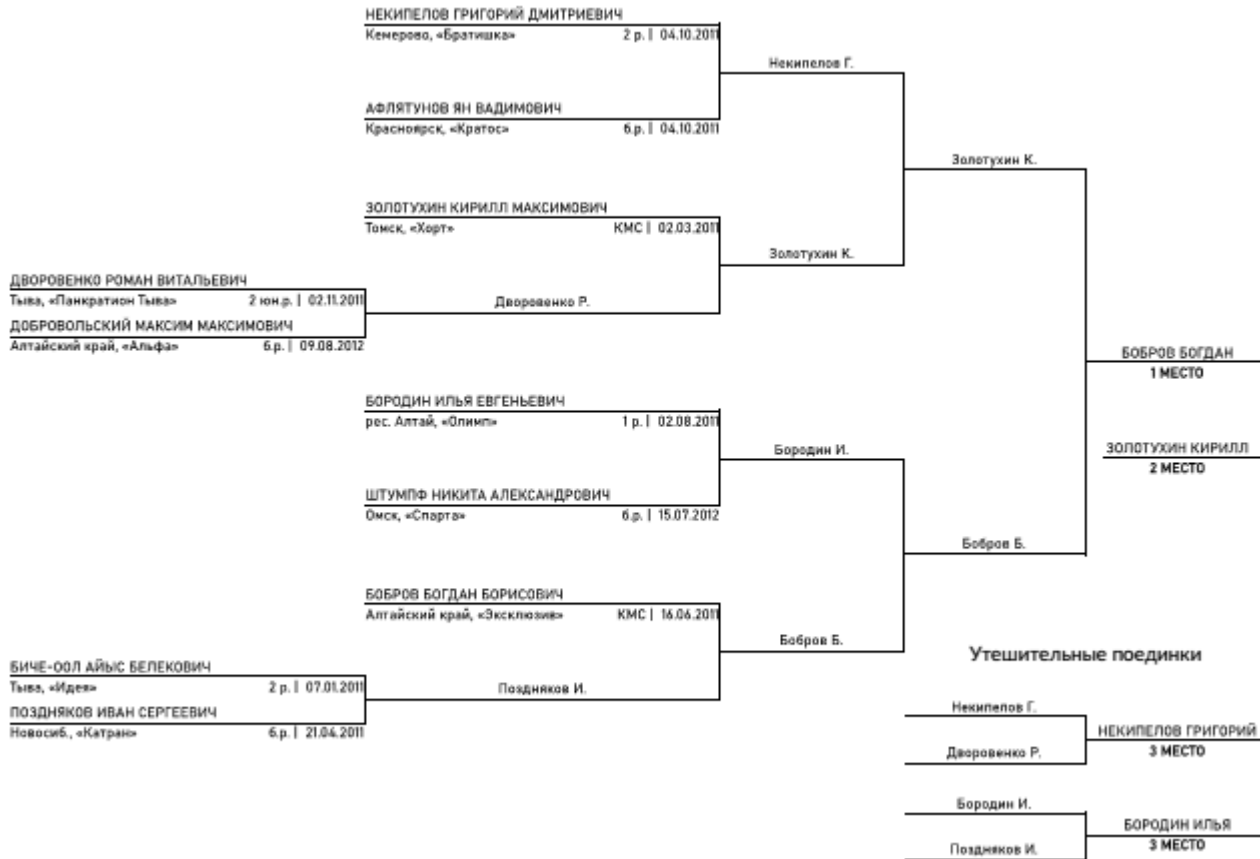 НЕКИПЕЛОВ ГРИГОРИЙ ДМИТРИЕВИЧ
Кемерово, «Братишка» 2 р. | 04.10.2011
Некипелов Г.
АФЛЯТУНОВ ЯН ВАДИМОВИЧ
Красноярск, «Кратос» б.р. | 04.10.2011
Золотухин К.
ЗОЛОТУХИН КИРИЛЛ МАКСИМОВИЧ
Томск, «Хорт» КМС | 02.03.2011
Золотухин К.
ДВОРОВЕНКО РОМАН ВИТАЛЬЕВИЧ
Тыва, «Панкратион Тыва» 2 юн.р. | 02.11.2011
Дворовенко Р.
ДОБРОВОЛЬСКИЙ МАКСИМ МАКСИМОВИЧ
Алтайский край, «Альфа» б.р. | 09.08.2012
БОБРОВ БОГДАН
1 МЕСТО
БОРОДИН ИЛЬЯ ЕВГЕНЬЕВИЧ
рес. Алтай, «Олимп» 1 р. | 02.08.2011
Бородин И.
ЗОЛОТУХИН КИРИЛЛ
2 МЕСТО
ШТУМПФ НИКИТА АЛЕКСАНДРОВИЧ
Омск, «Спарта» б.р. | 15.07.2012
Бобров Б.
БОБРОВ БОГДАН БОРИСОВИЧ
Алтайский край, «Эксклюзив» КМС | 16.06.2011
Бобров Б.
Утешительные поединки
БИЧЕ-ООЛ АЙЫС БЕЛЕКОВИЧ
Тыва, «Идея» 2 р. | 07.01.2011
Поздняков И.
ПОЗДНЯКОВ ИВАН СЕРГЕЕВИЧ
Новосиб., «Катран» б.р. | 21.04.2011
Некипелов Г.
НЕКИПЕЛОВ ГРИГОРИЙ
3 МЕСТО
Дворовенко Р.
Бородин И.
БОРОДИН ИЛЬЯ
3 МЕСТО
Поздняков И.